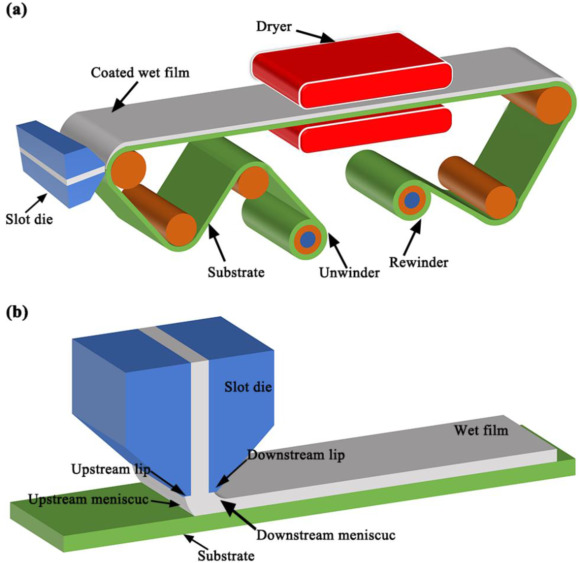 (a)
Dryer
Coated wet film
Slot die
Substrate
Unwinder
Rewinder
(b)
Slot die
Wet film
Upstream lip
Downstream lip
Upstream meniscuc
Downstream meniscuc
Substrate